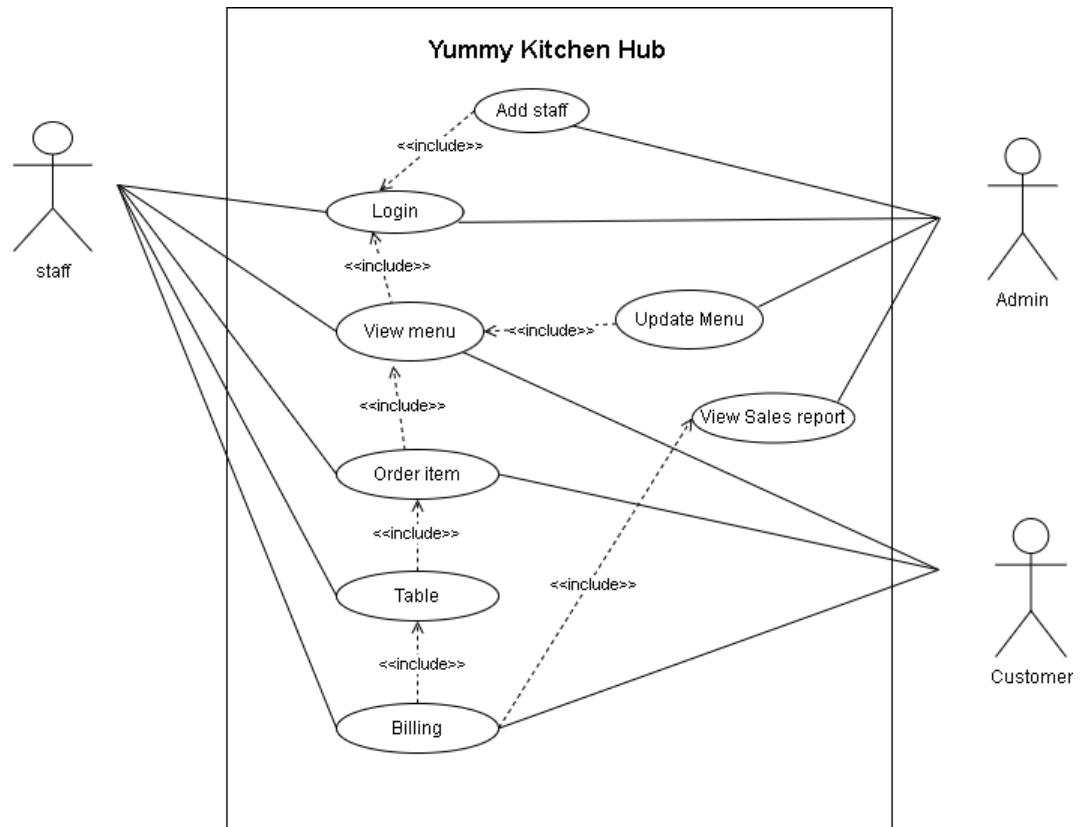 Yummy Kitchen Hub
Add staff
<<include>>
Login
staff
<<include>>
Admin
View menu
<<include>>
Update Menu
<<include>>
View Sales report
Order item
<<include>>
<<include>>
Table
<<include>>
Customer
Billing